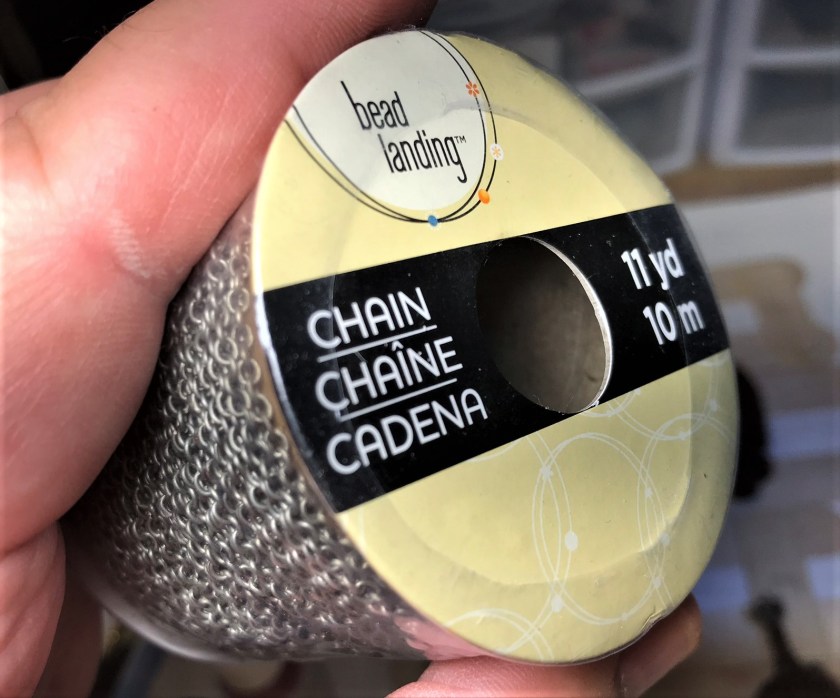 bead
landing™
CHAIN
CHAÎNE
CADENA
11 yd
10 m